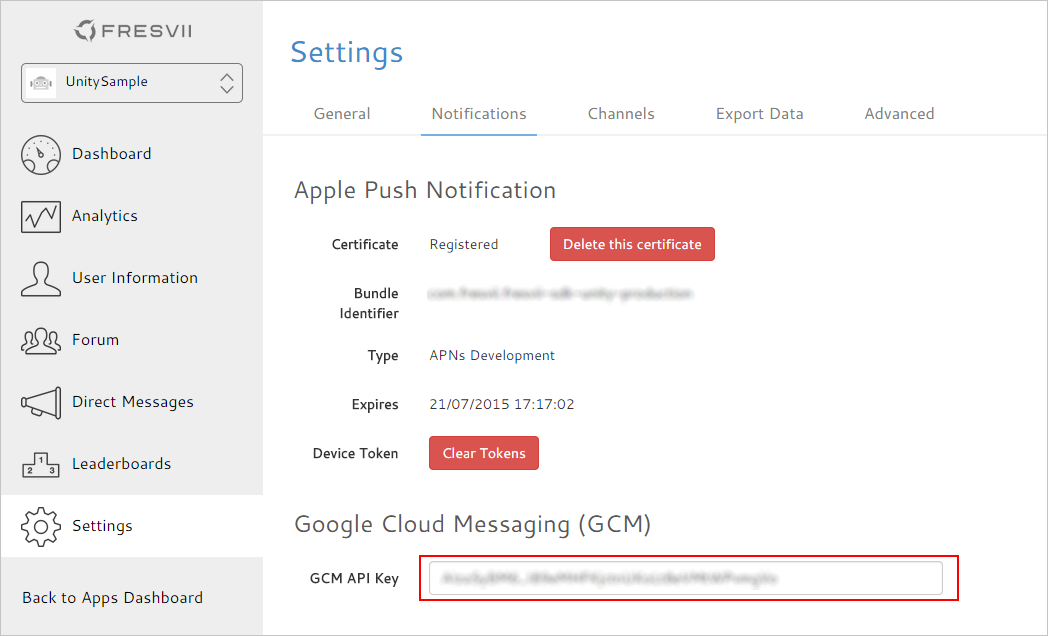 FRESVII
UnitySample
Dashboard
Analytics
User Information
Forum
Direct Messages
1
2 3
Leaderboards
Settings
Back to Apps Dashboard
Settings
General Notifications Channels Export Data Advanced
Apple Push Notification
Certificate Registered Delete this certificate
Bundle
Identifier
Type APNs Development
Expires 21/07/2015 17:17:02
Device Token Clear Tokens
Google Cloud Messaging (GCM)
GCM API Key